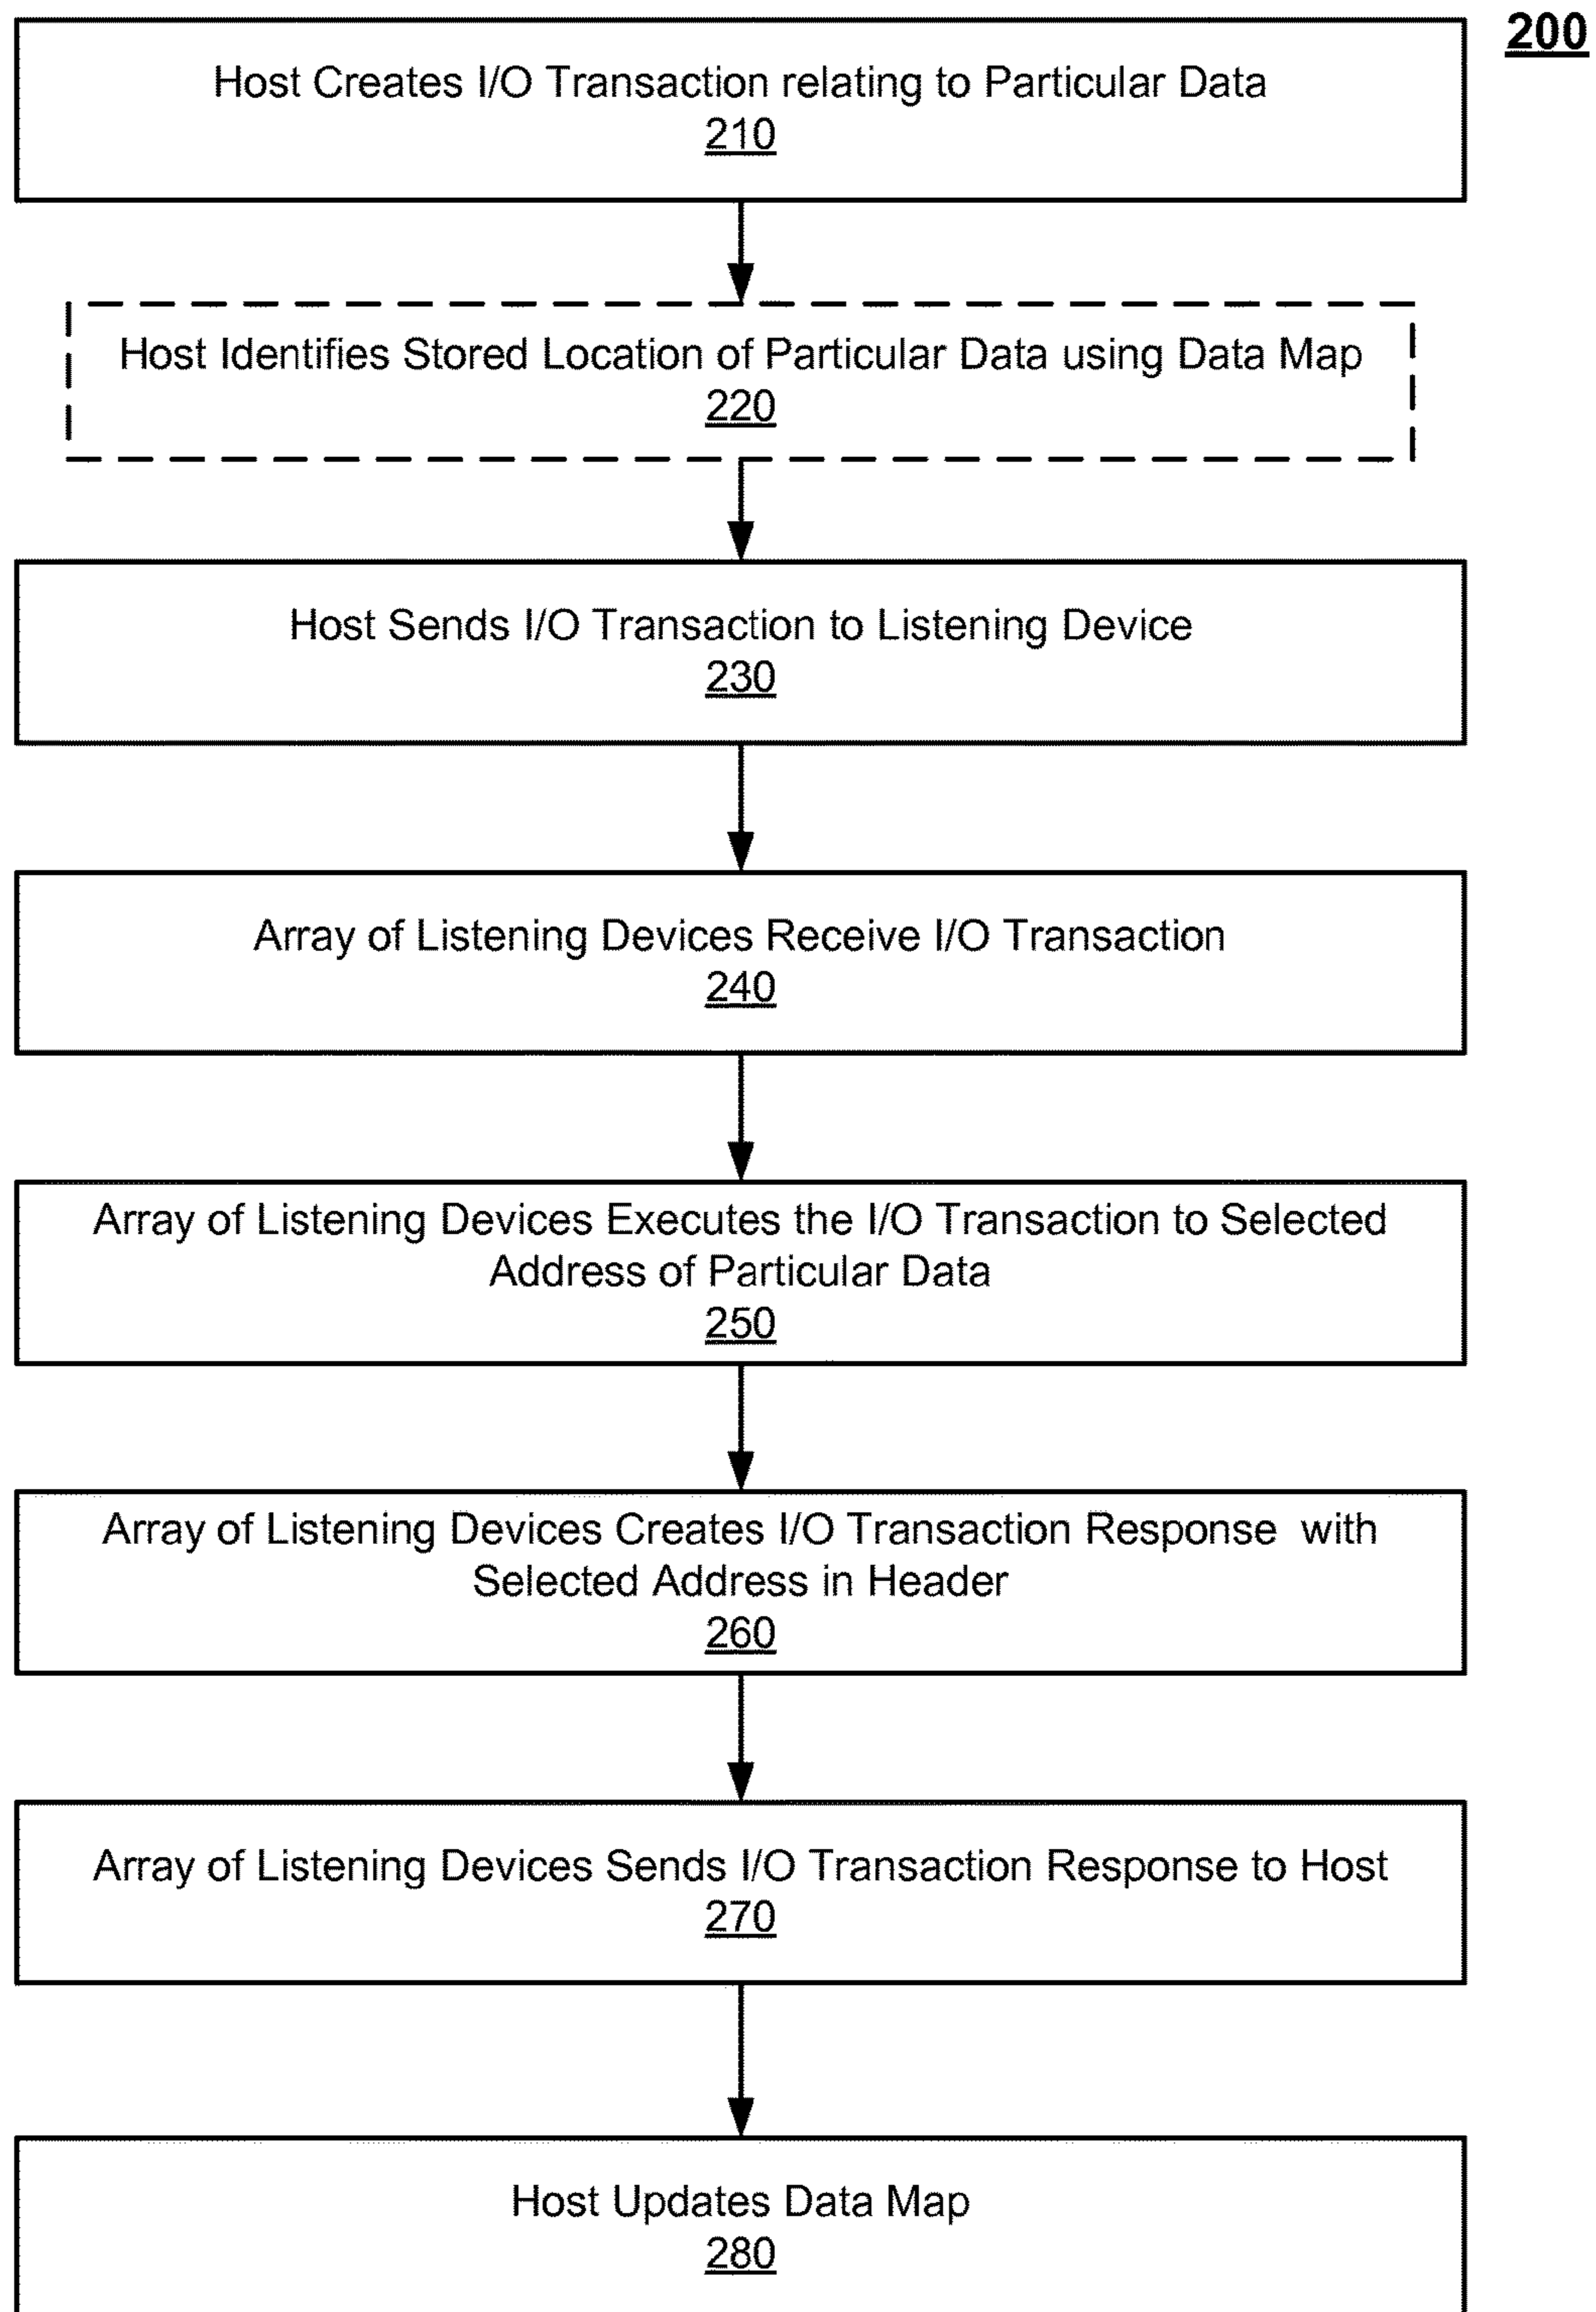 200
Host Creates I/O Transaction relating to Particular Data
210
Host Identifies Stored Location of Particular Data using Data Map
220
Host Sends I/O Transaction to Listening Device
230
Array of Listening Devices Receive I/O Transaction
240
Array of Listening Devices Executes the I/O Transaction to Selected
Address of Particular Data
250
Array of Listening Devices Creates I/O Transaction Response with
Selected Address in Header
260
Array of Listening Devices Sends I/O Transaction Response to Host
270
Host Updates Data Map
280